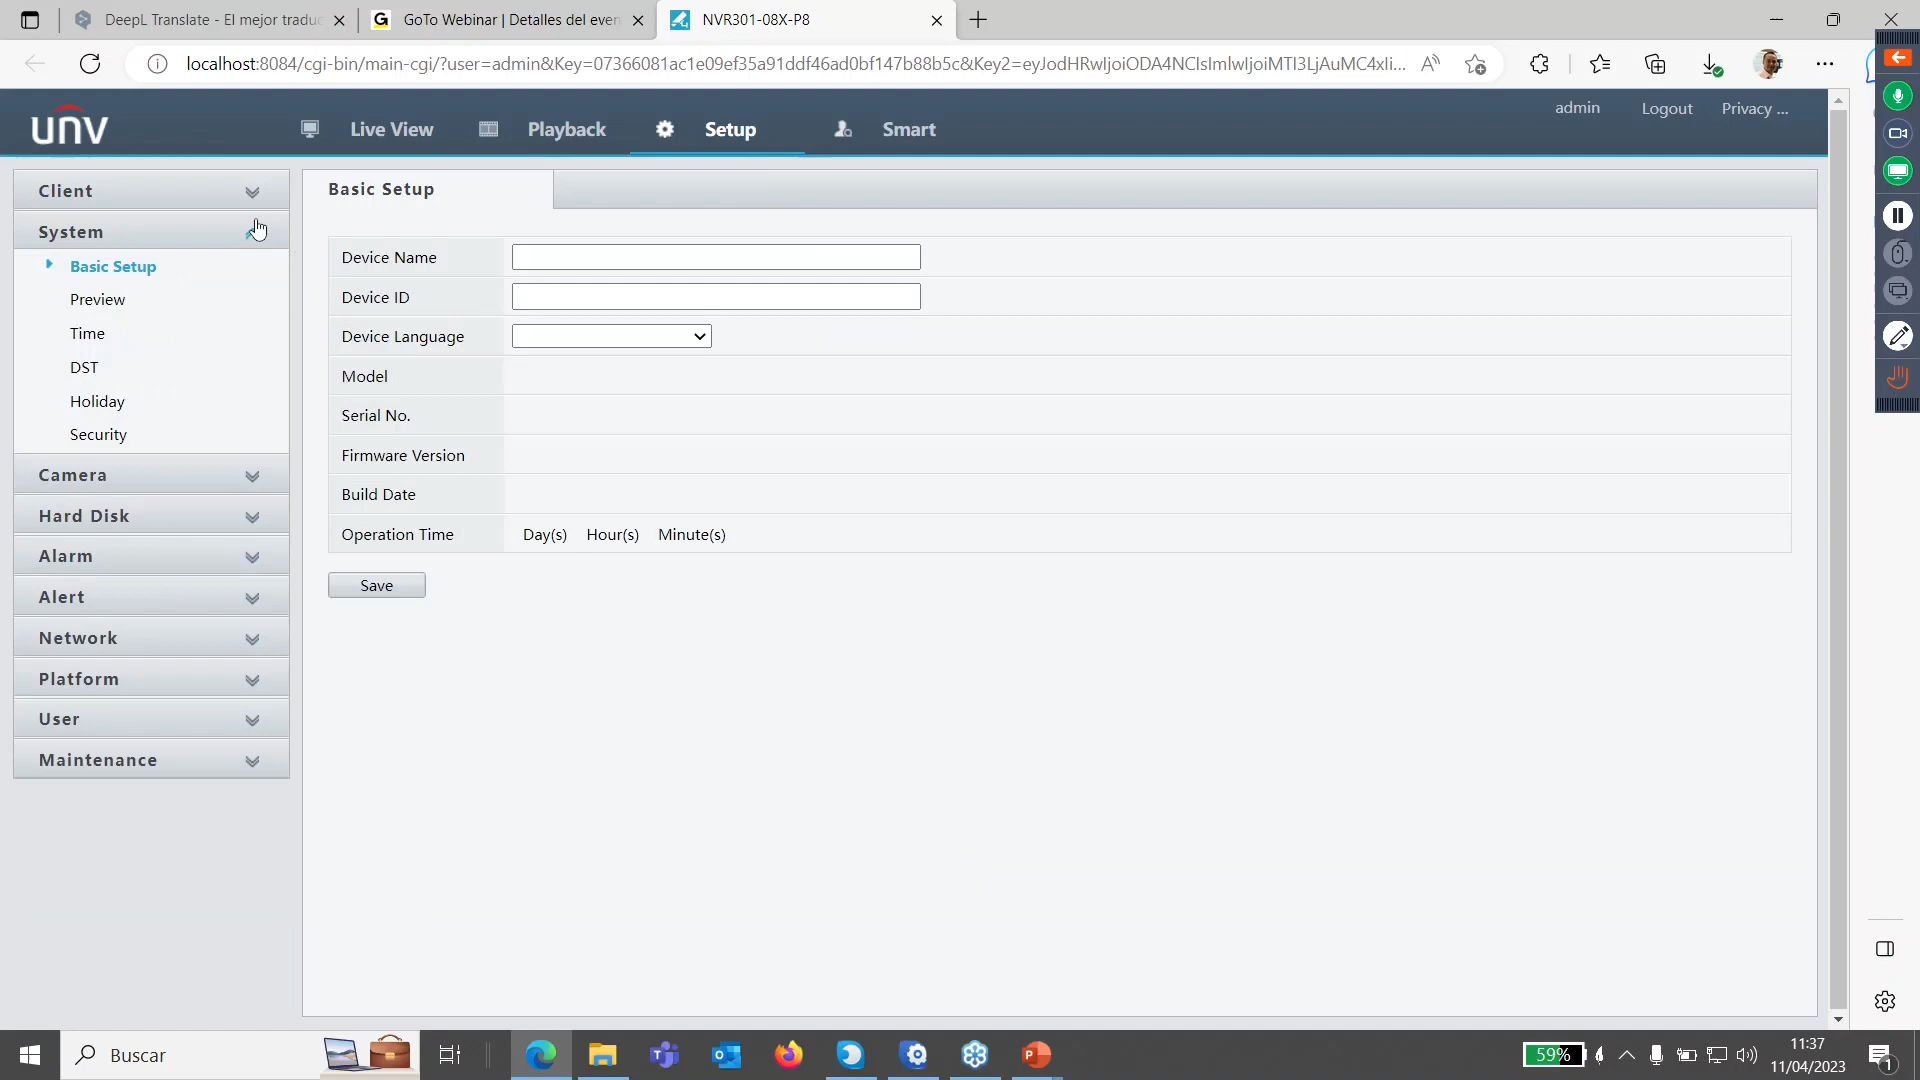 DeepL Translate - El mejor traduc
GoTo Webinar | Detalles del even
NVR301-08X-P8
localhost:8084/cgi-bin/main-cgi/?user=admin&Key=07366081ac1e09ef35a91ddf46ad0bf147b88b5c&Key2=eyJodHRwIjoiODA4NCIsImlwIjoiMTI3LjAuMC4xIi...
unv
Live View
Playback
Setup
Smart
admin
Logout
Privacy ...
Client
System
Basic Setup
Preview
Time
DST
Holiday
Security
Camera
Hard Disk
Alarm
Alert
Network
Platform
User
Maintenance
Basic Setup
Device Name
Device ID
Device Language
Model
Serial No.
Firmware Version
Build Date
Operation Time Day(s) Hour(s) Minute(s)
Save
Buscar
59%
11:37
11/04/2023
1